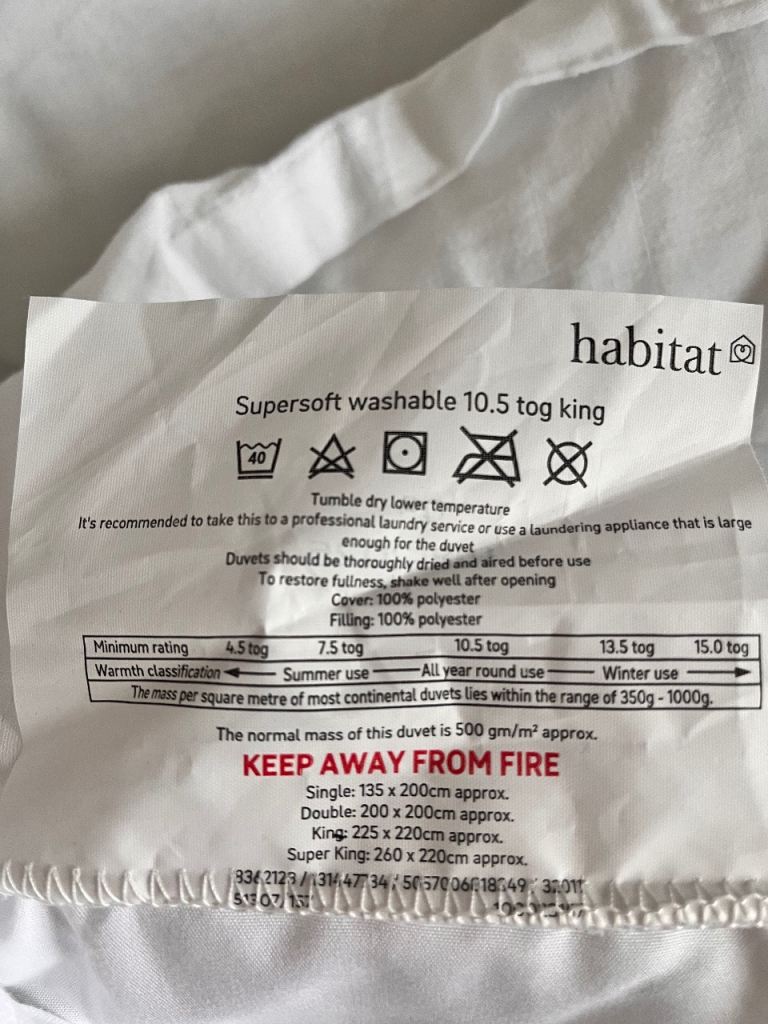 habitat
Supersoft washable 10.5 tog king
40
Tumble dry lower temperature
It's recommended to take this to a professional laundry service or use a laundering appliance that is large
enough for the duvet
Duvets should be thoroughly dried and aired before use
To restore fullness, shake well after opening
Cover: 100% polyester
Filling: 100% polyester
Minimum rating 4.5 tog 7.5 tog 10.5 tog 13.5 tog 15.0 tog
Warmth classification Summer use All year round use Winter use
The mass per square metre of most continental duvets lies within the range of 350g - 1000g.
The normal mass of this duvet is 500 gm/m² approx.
KEEP AWAY FROM FIRE
Single: 135 x 200cm approx.
Double: 200 x 200cm approx.
King: 225 x 220cm approx.
Super King: 260 x 220cm approx.